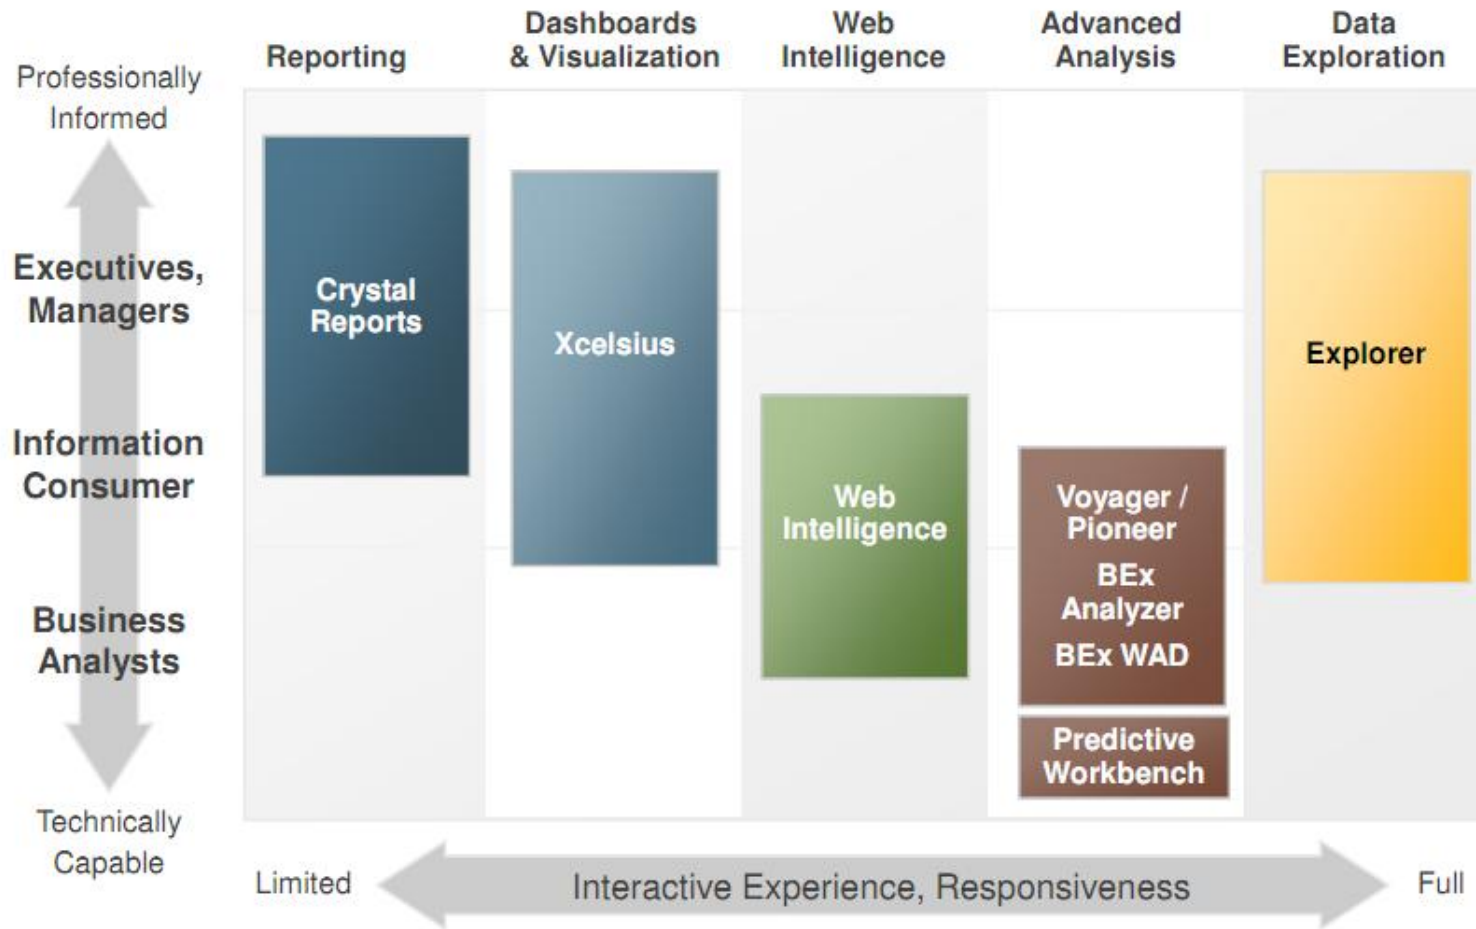 Reporting
Dashboards
& Visualization
Web
Intelligence
Advanced
Analysis
Data
Exploration
Professionally
Informed
Executives,
Managers
Information
Consumer
Business
Analysts
Technically
Capable
Crystal
Reports
Xcelsius
Web
Intelligence
Voyager /
Pioneer
BEx
Analyzer
BEx WAD
Predictive
Workbench
Explorer
Limited
Interactive Experience, Responsiveness
Full